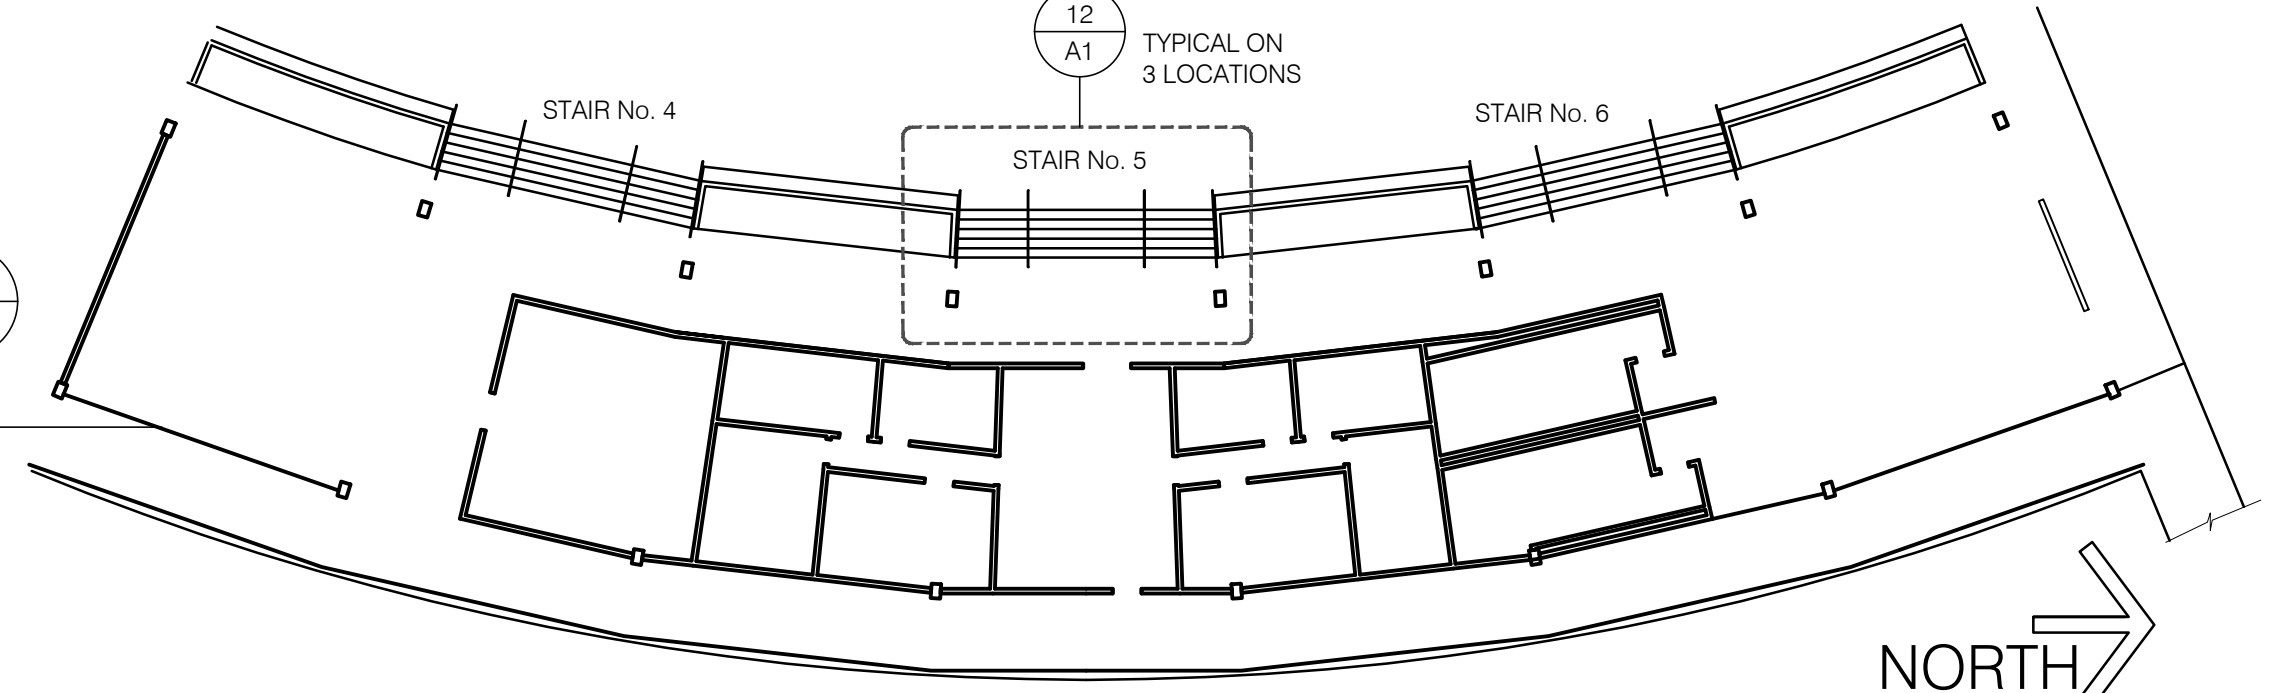 12
A1
TYPICAL ON
3 LOCATIONS
STAIR No. 4
STAIR No. 6
STAIR No. 5
NORTH